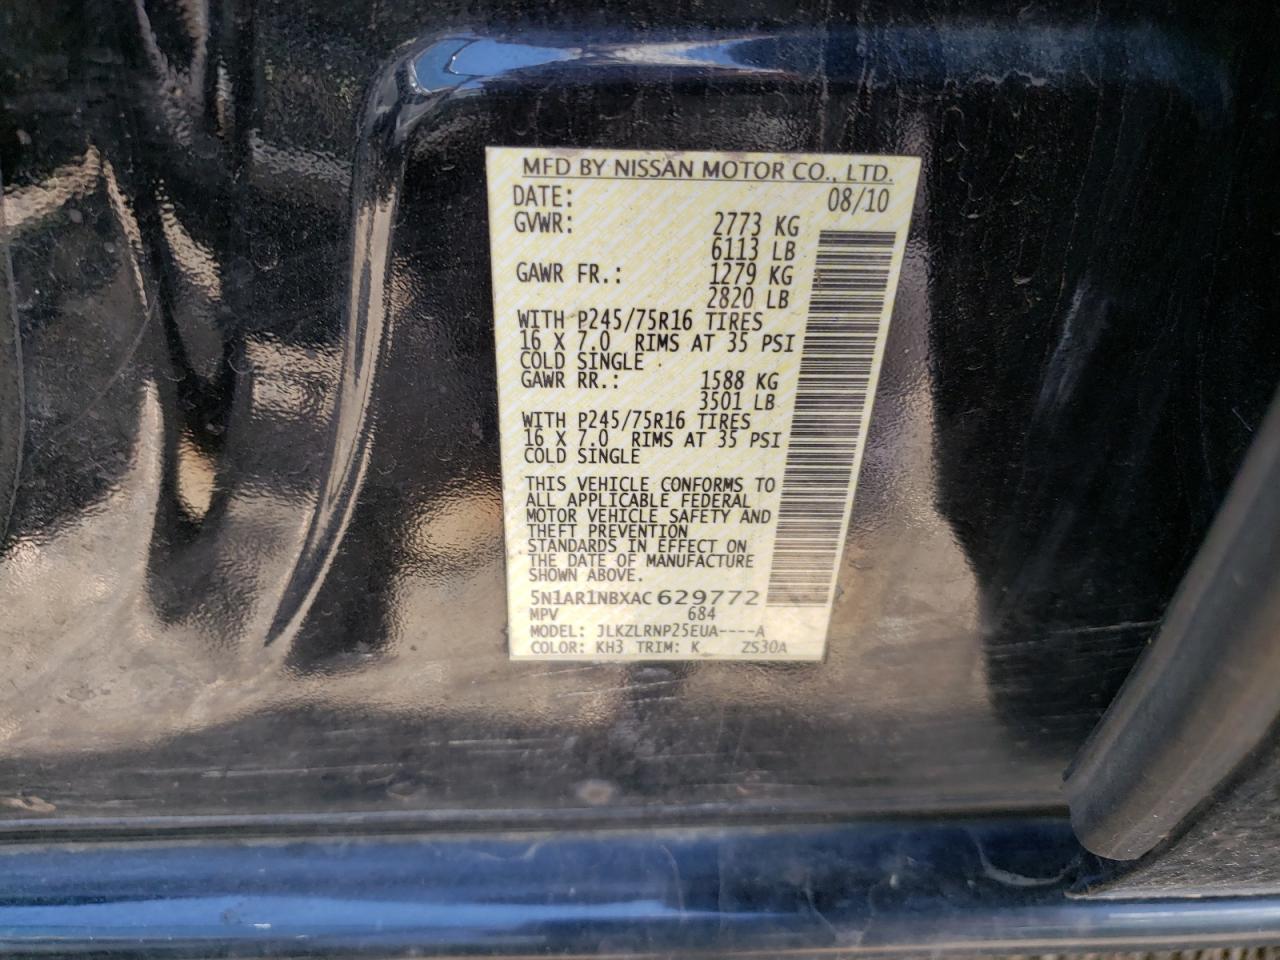 MFD BY NISSAN MOTOR CO., LTD.
DATE: 08/10
GVWR: 2773 KG
6113 LB
GAWR FR.: 1279 KG
2820 LB
WITH P245/75R16 TIRES
16 X 7.0 RIMS AT 35 PSI
COLD SINGLE
GAWR RR.: 1588 KG
3501 LB
WITH P245/75R16 TIRES
16 X 7.0 RIMS AT 35 PSI
COLD SINGLE
THIS VEHICLE CONFORMS TO
ALL APPLICABLE FEDERAL
MOTOR VEHICLE SAFETY AND
THEFT PREVENTION
STANDARDS IN EFFECT ON
THE DATE OF MANUFACTURE
SHOWN ABOVE.
5N1AR1NBXAC629772
MPV 684
MODEL: JLKZLRNP25EUA----A
COLOR: KH3 TRIM: K ZS30A